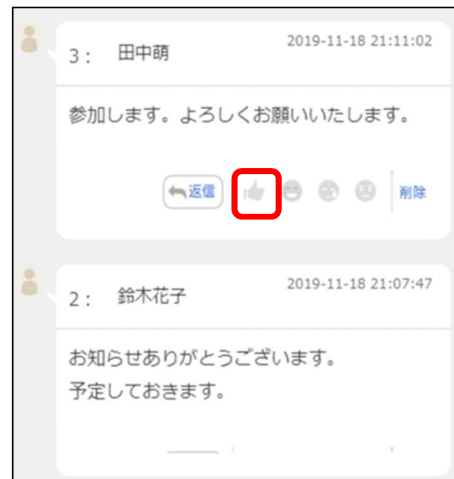 3： 田中萌 2019-11-18 21:11:02
参加します。よろしくお願いいたします。
返信 削除
2： 鈴木花子 2019-11-18 21:07:47
お知らせありがとうございます。
予定しておきます。